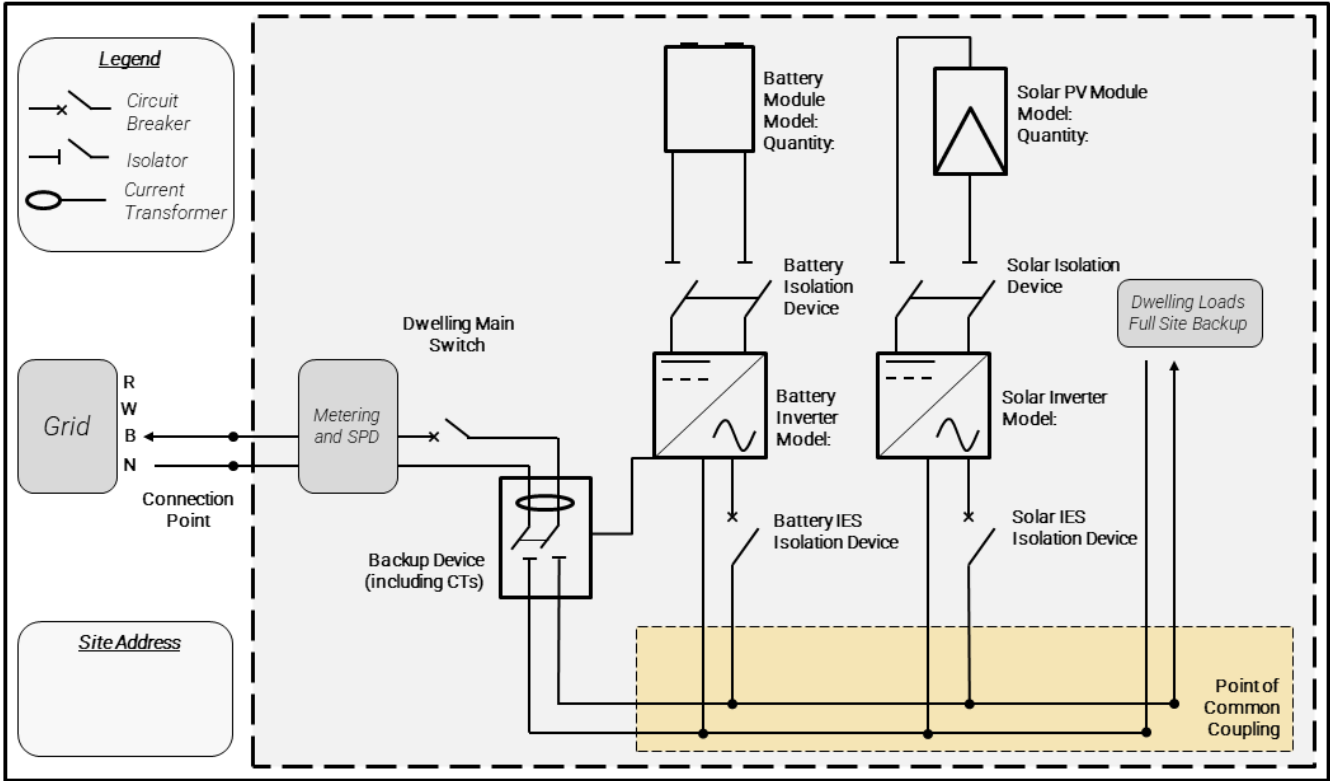 Legend
Circuit
Breaker
Isolator
Current
Transformer
Battery
Module
Model:
Quantity:
Solar PV Module
Model:
Quantity:
Battery
Isolation
Device
Solar Isolation
Device
Dwelling Loads
Full Site Backup
Dwelling Main
Switch
Grid
R
W
B
N
Connection
Point
Metering
and SPD
Battery
Inverter
Model:
Solar Inverter
Model:
Backup Device
(including CTs)
Battery IES
Isolation Device
Solar IES
Isolation Device
Site Address
Point of
Common
Coupling